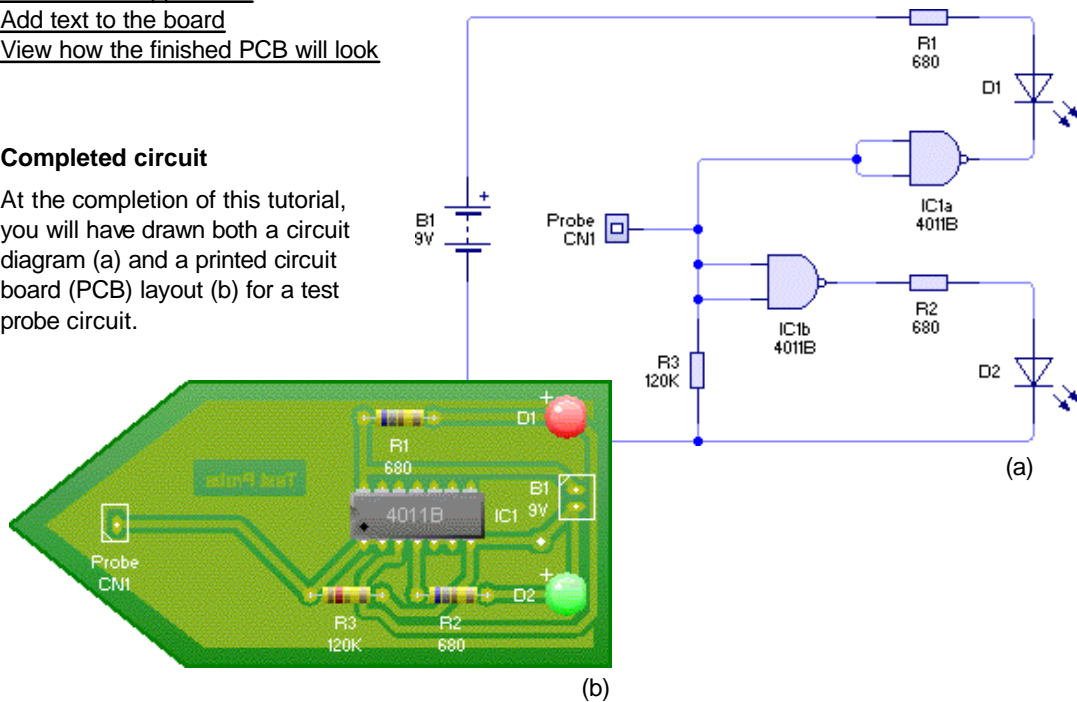 Add text to the board
View how the finished PCB will look
Completed circuit
At the completion of this tutorial,
you will have drawn both a circuit
diagram (a) and a printed circuit
board (PCB) layout (b) for a test
probe circuit.
R1
680
D1
IC1a
4011B
B1
9V
+
Probe
CN1
IC1b
4011B
R2
680
R3
120K
D2
(a)
+
D1
R1
680
Test Probe
B1
9V
4011B
IC1
Probe
CN1
+
D2
R3
120K
R2
680
(b)